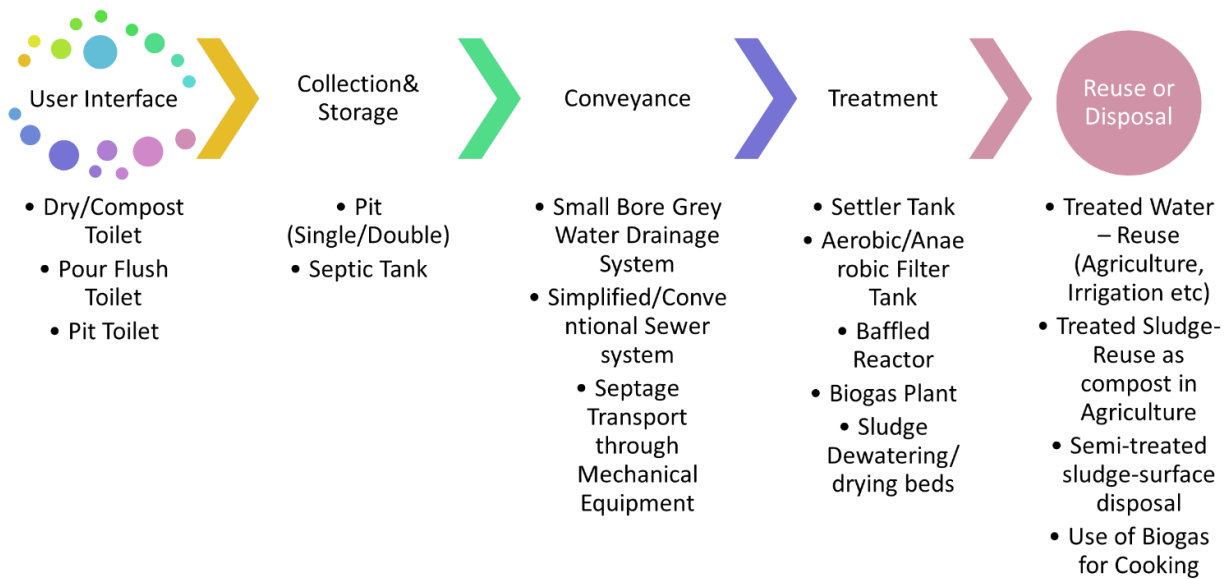 User Interface
Collection&
Storage
Conveyance
Treatment
Reuse or
Disposal
• Dry/Compost
Toilet
• Pour Flush
Toilet
• Pit Toilet
• Pit
(Single/Double)
• Septic Tank
• Small Bore Grey
Water Drainage
System
• Simplified/Conve
ntional Sewer
system
• Septage
Transport
through
Mechanical
Equipment
• Settler Tank
• Aerobic/Anae
robic Filter
Tank
• Baffled
Reactor
• Biogas Plant
• Sludge
Dewatering/
drying beds
• Treated Water
– Reuse
(Agriculture,
Irrigation etc)
• Treated Sludge-
Reuse as
compost in
Agriculture
• Semi-treated
sludge-surface
disposal
• Use of Biogas
for Cooking